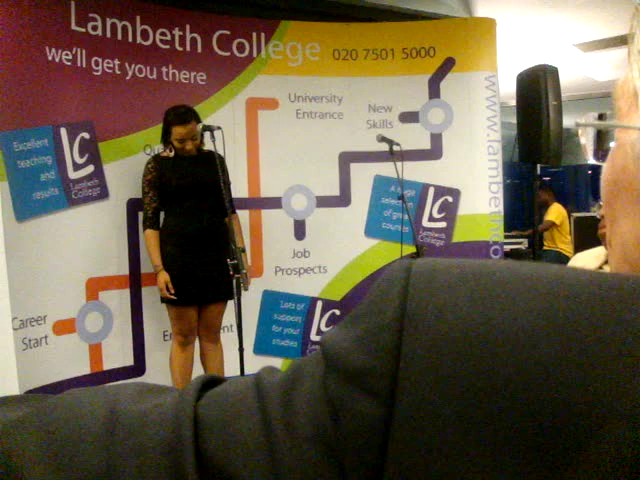 Lambeth College 020 7501 5000
we'll get you there
University
Entrance
New
Skills
Excellent
teaching
and
results
LC
Lambeth
College
A huge
selection
of great
courses
LC
Lambeth
College
Job
Prospects
Career
Start
Lots of
support
for your
studies
LC
www.lambethco